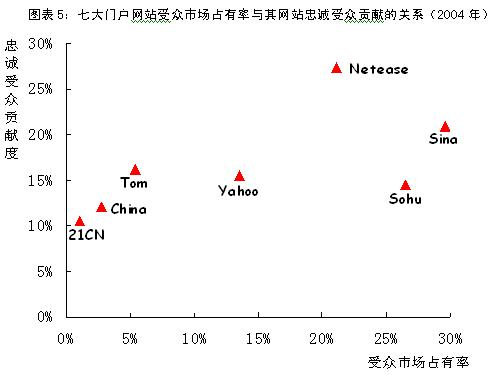 图表5：七大门户网站受众市场占有率与其网站忠诚受众贡献的关系（2004年）
忠诚受众贡献度
30%
25%
20%
15%
10%
5%
0%
Netease
Sina
Tom
Yahoo
Sohu
China
21CN
0% 5% 10% 15% 20% 25% 30%
受众市场占有率